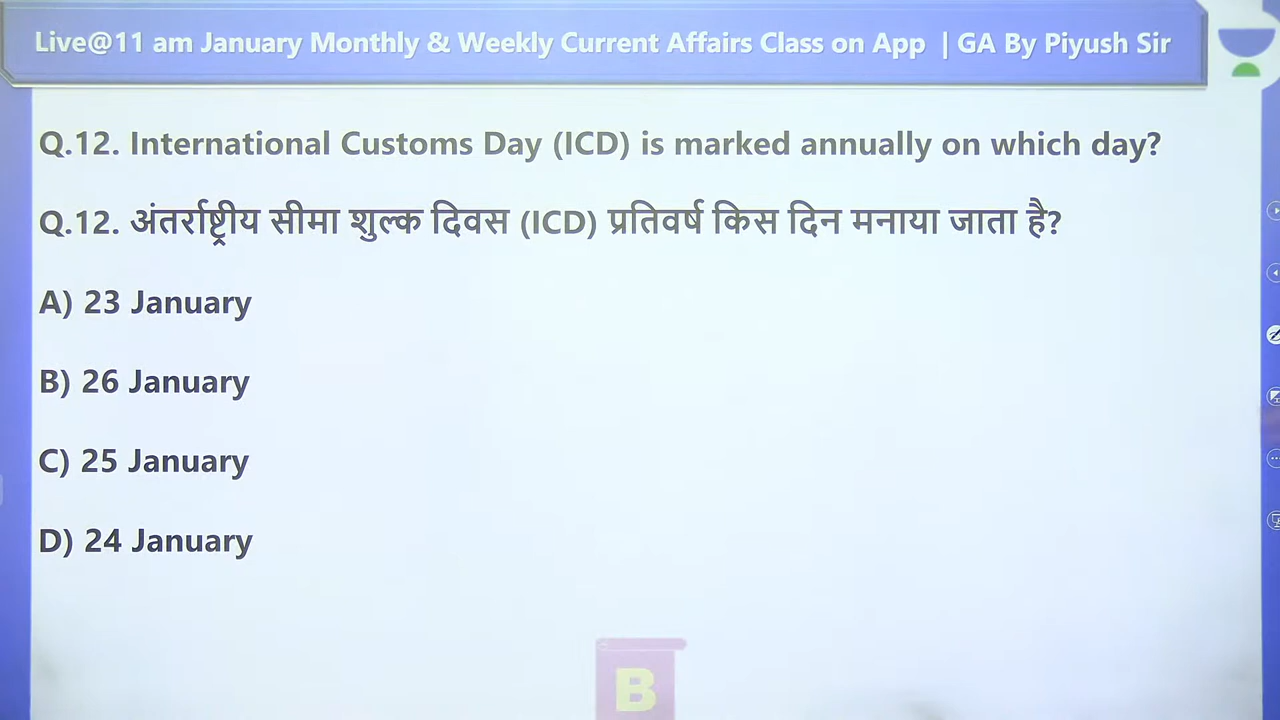 Live@11 am January Monthly & Weekly Current Affairs Class on App | GA By Piyush Sir
Q.12. International Customs Day (ICD) is marked annually on which day?
Q.12. अंतर्राष्ट्रीय सीमा शुल्क दिवस (ICD) प्रतिवर्ष किस दिन मनाया जाता है?
A) 23 January
B) 26 January
C) 25 January
D) 24 January
B